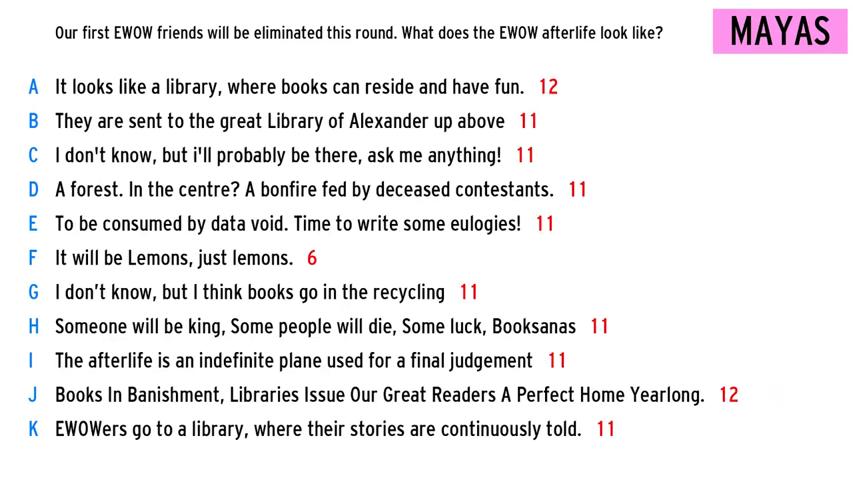 Our first EWOW friends will be eliminated this round. What does the EWOW afterlife look like?
MAYAS
A It looks like a library, where books can reside and have fun. 12
B They are sent to the great Library of Alexander up above 11
C I don't know, but i'll probably be there, ask me anything! 11
D A forest. In the centre? A bonfire fed by deceased contestants. 11
E To be consumed by data void. Time to write some eulogies! 11
F It will be Lemons, just lemons. 6
G I don’t know, but I think books go in the recycling 11
H Someone will be king, Some people will die, Some luck, Booksanas 11
I The afterlife is an indefinite plane used for a final judgement 11
J Books In Banishment, Libraries Issue Our Great Readers A Perfect Home Yearlong. 12
K EWOWers go to a library, where their stories are continuously told. 11